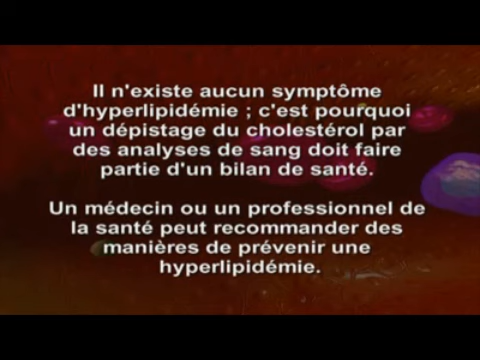 Il n'existe aucun symptôme
d'hyperlipidémie ; c'est pourquoi
un dépistage du cholestérol par
des analyses de sang doit faire
partie d'un bilan de santé.
Un médecin ou un professionnel de
la santé peut recommander des
manières de prévenir une
hyperlipidémie.